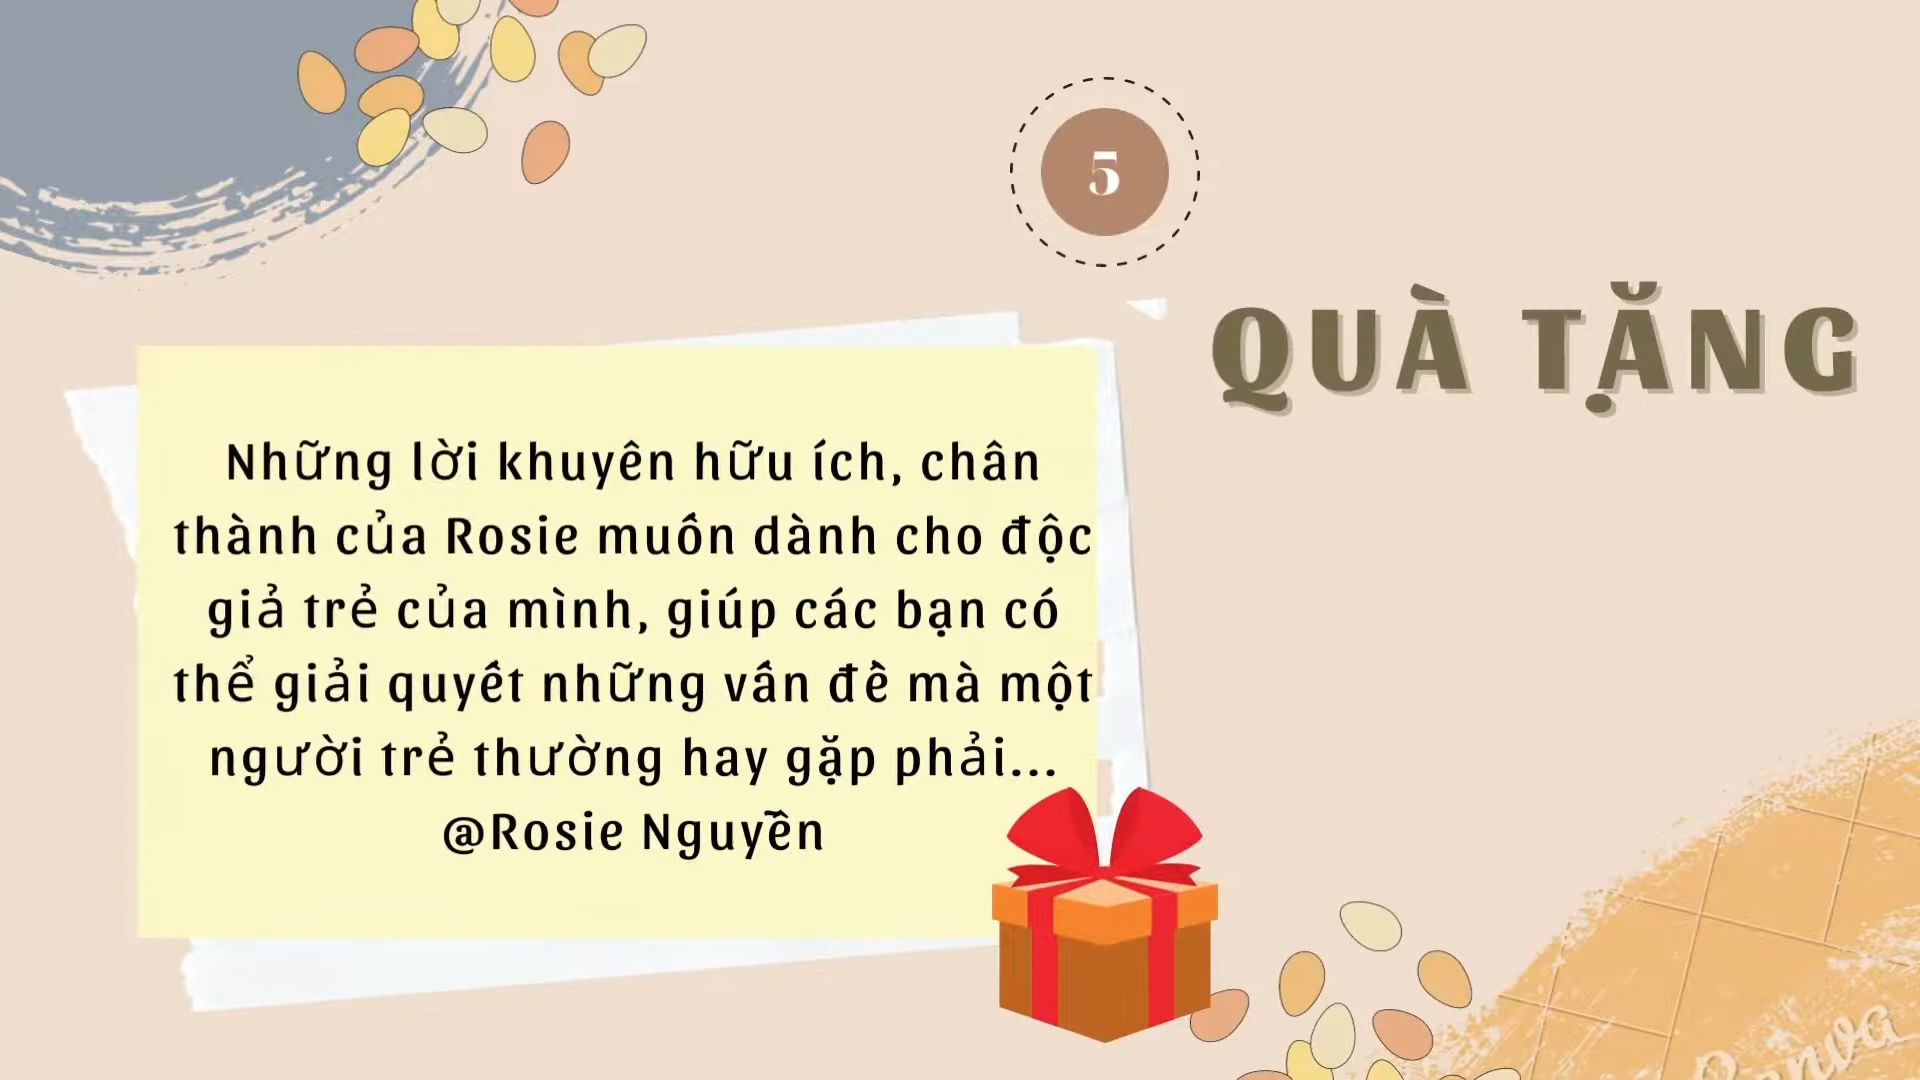 5
QUÀ TẶNG
Những lời khuyên hữu ích, chân
thành của Rosie muốn dành cho độc
giả trẻ của mình, giúp các bạn có
thể giải quyết những vấn đề mà một
người trẻ thường hay gặp phải...
@Rosie Nguyễn